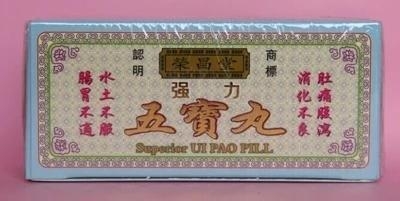 認明
榮昌堂
商標
强力
五寶丸
Superior UI PAO PILL
肚痛腹瀉
消化不良
水土不服
腸胃不適